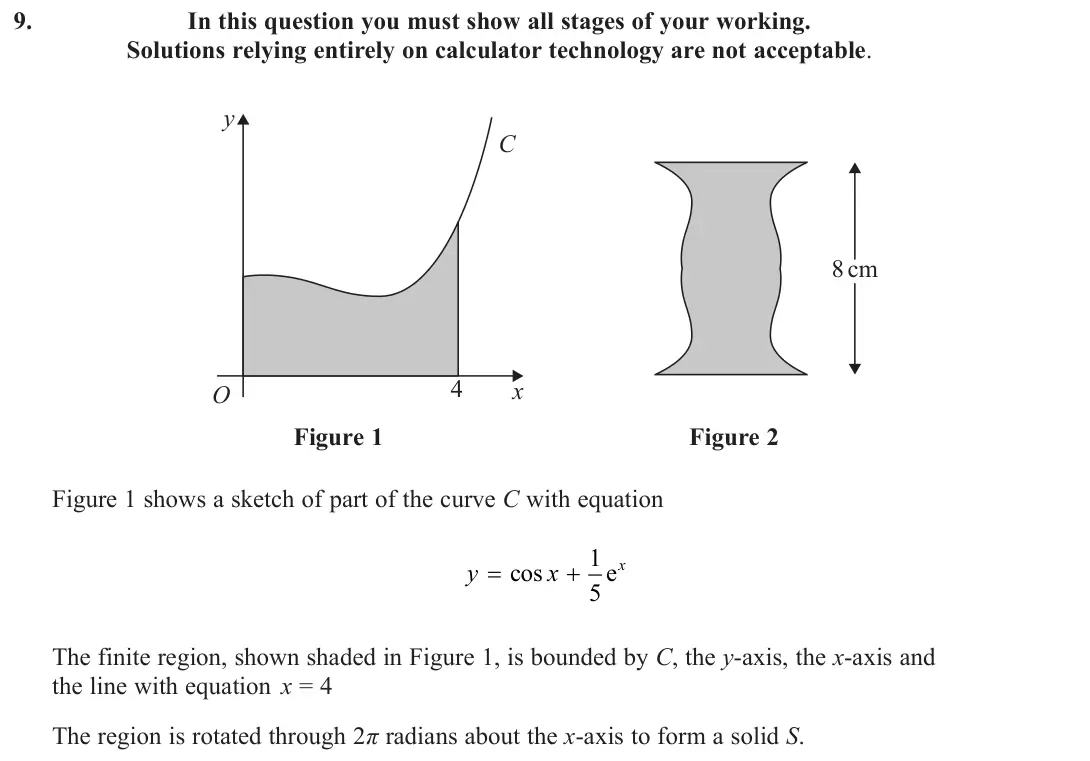 9. In this question you must show all stages of your working.
Solutions relying entirely on calculator technology are not acceptable.
y
C
O
4
x
Figure 1
8 cm
Figure 2
Figure 1 shows a sketch of part of the curve C with equation
y = cos x + 1/5 e^x
The finite region, shown shaded in Figure 1, is bounded by C, the y-axis, the x-axis and
the line with equation x = 4
The region is rotated through 2π radians about the x-axis to form a solid S.